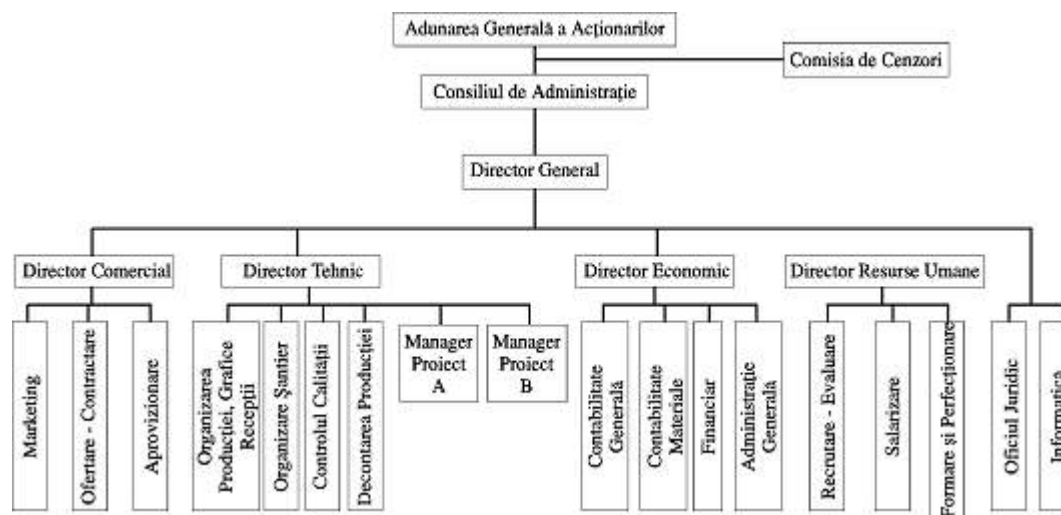 Adunarea Generală a Acționarilor
Comisia de Cenzori
Consiliul de Administrație
Director General
Director Comercial
Director Tehnic
Director Economic
Director Resurse Umane
Marketing
Ofertare - Contractare
Aprovizionare
Organizarea
Producției, Grafice
Recepții
Organizare Șantier
Controlul Calității
Decontarea Producției
Manager
Proiect
A
Manager
Proiect
B
Contabilitate
Generală
Contabilitate
Materiale
Financiar
Administrație
Generală
Recrutare - Evaluare
Salarizare
Formare și Perfecționare
Oficiul Juridic
Informatică